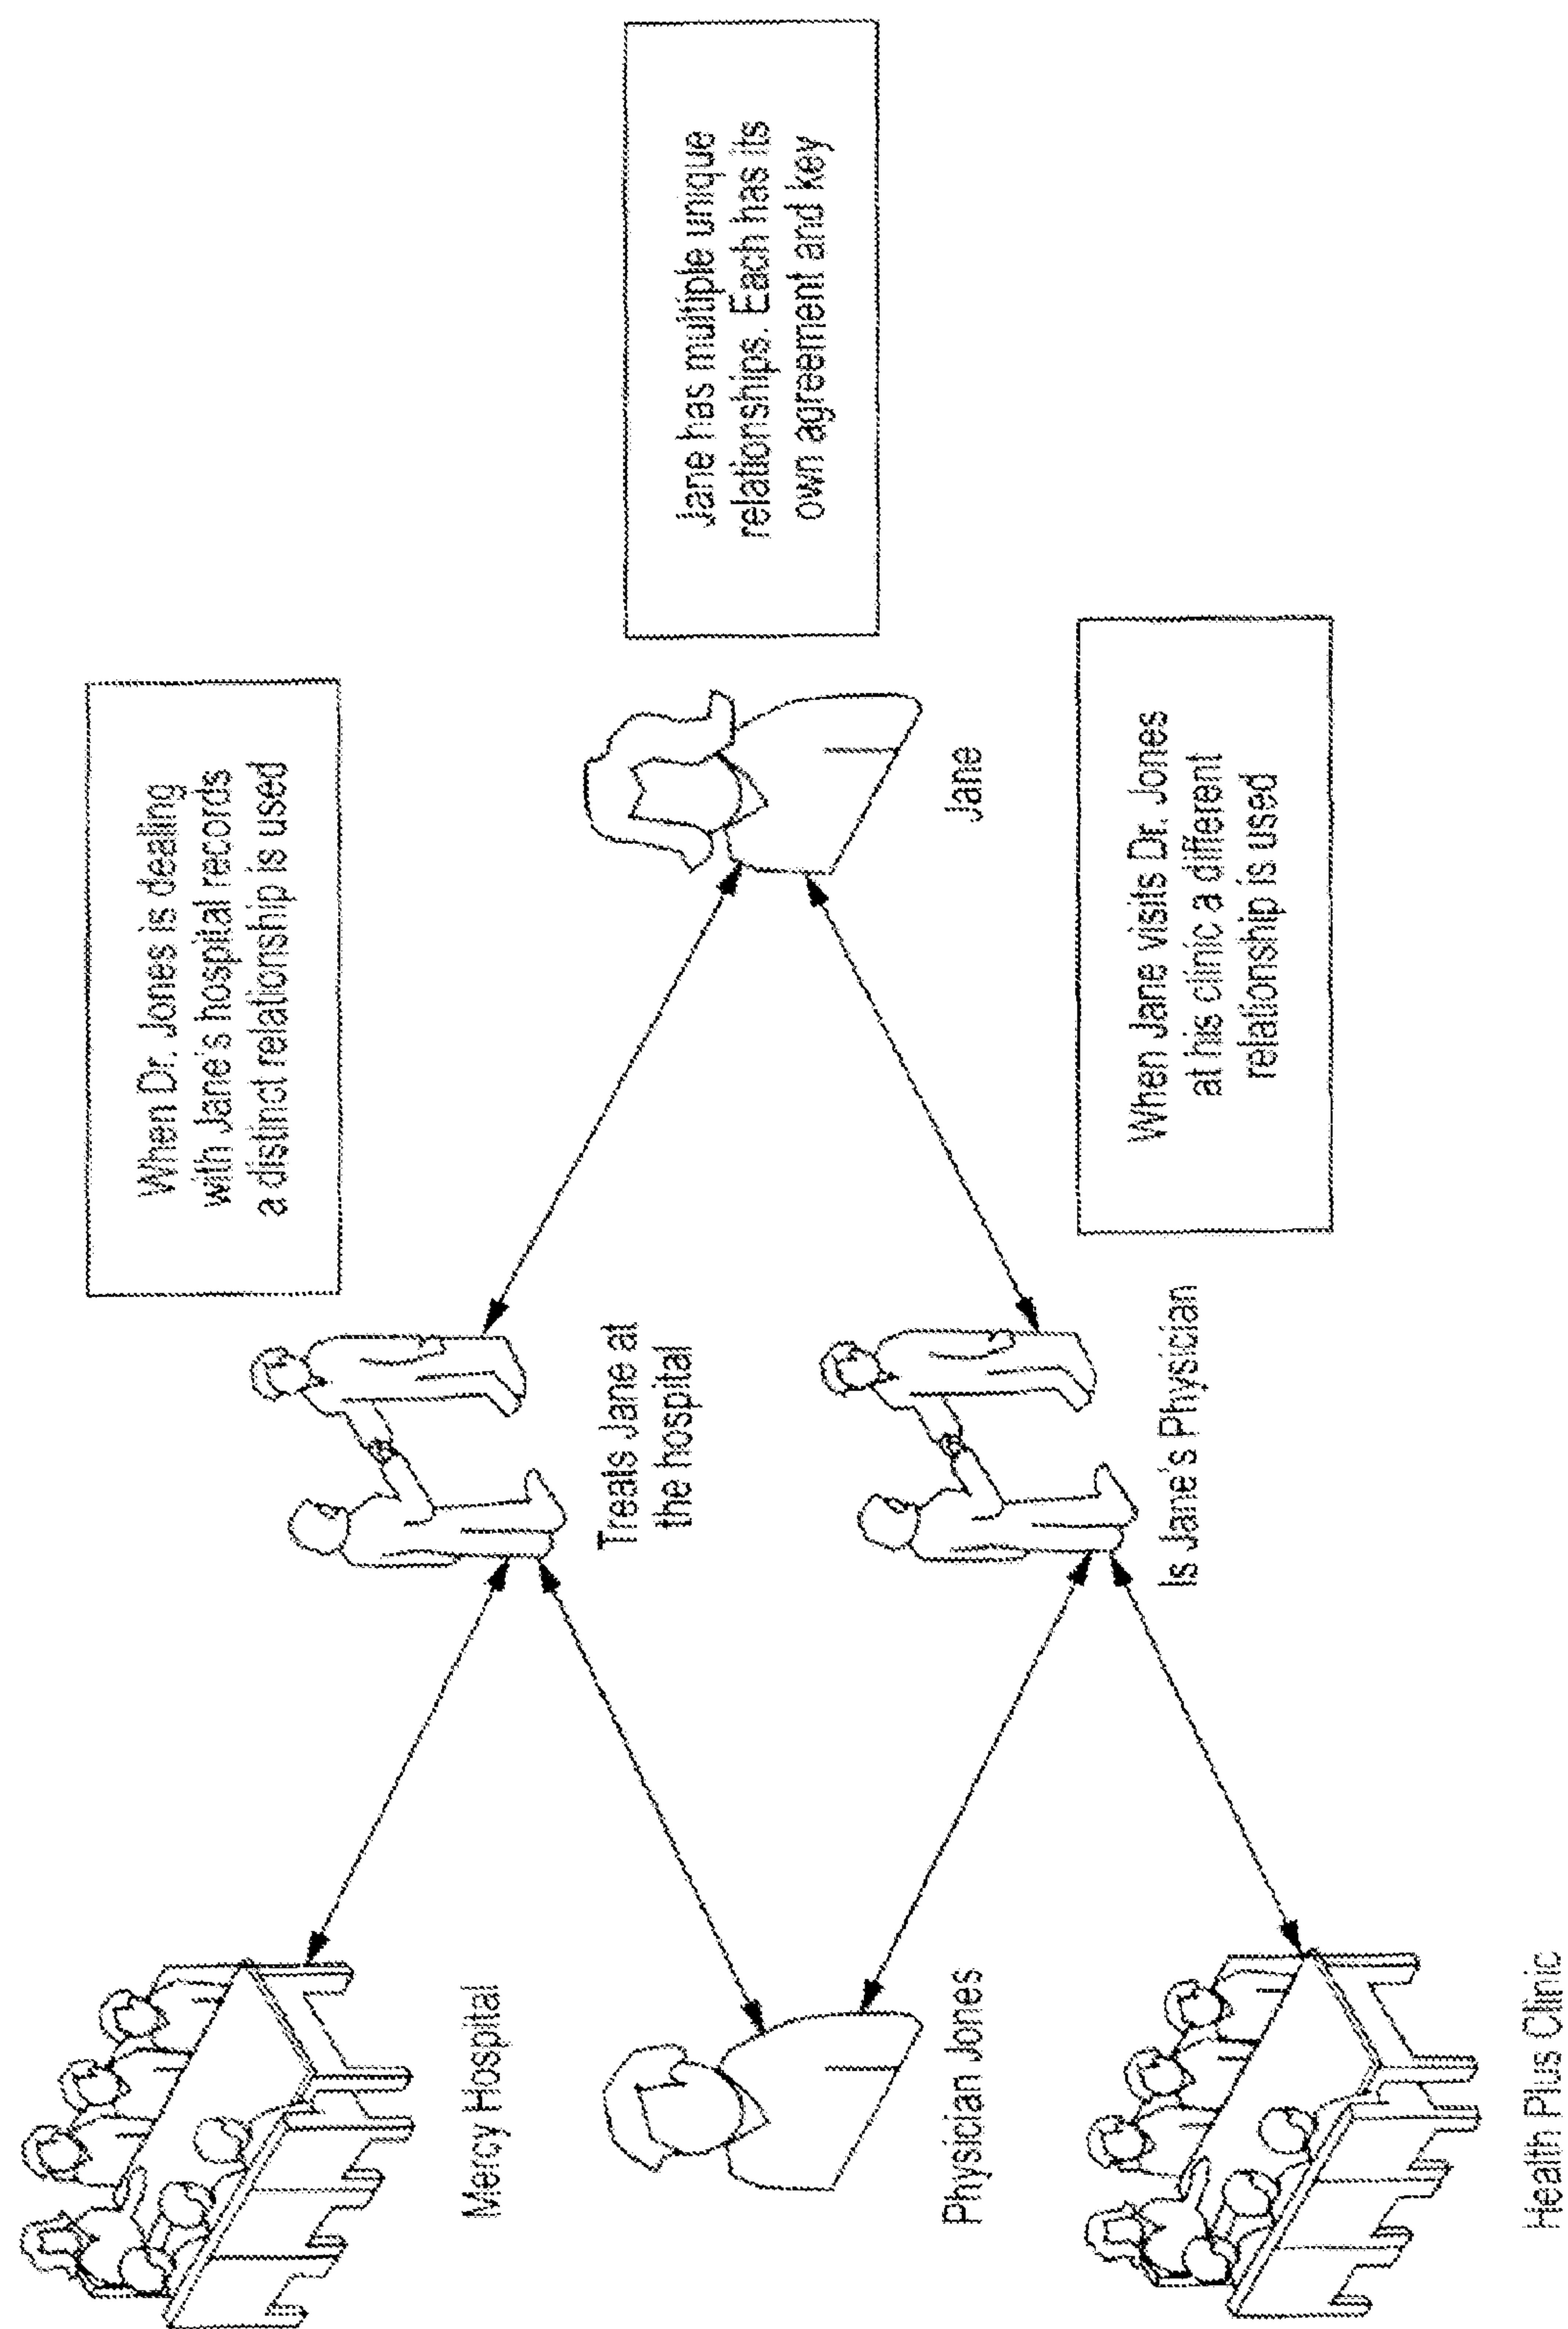 When Dr. Jones is dealing
with Jane's hospital records
a distinct relationship is used
Mercy Hospital
Treats Jane at
the hospital
Jane has multiple unique
relationships. Each has its
own agreement and key
Physician Jones
Jane
Is Jane's Physician
When Jane visits Dr. Jones
at his clinic a different
relationship is used
Health Plus Clinic